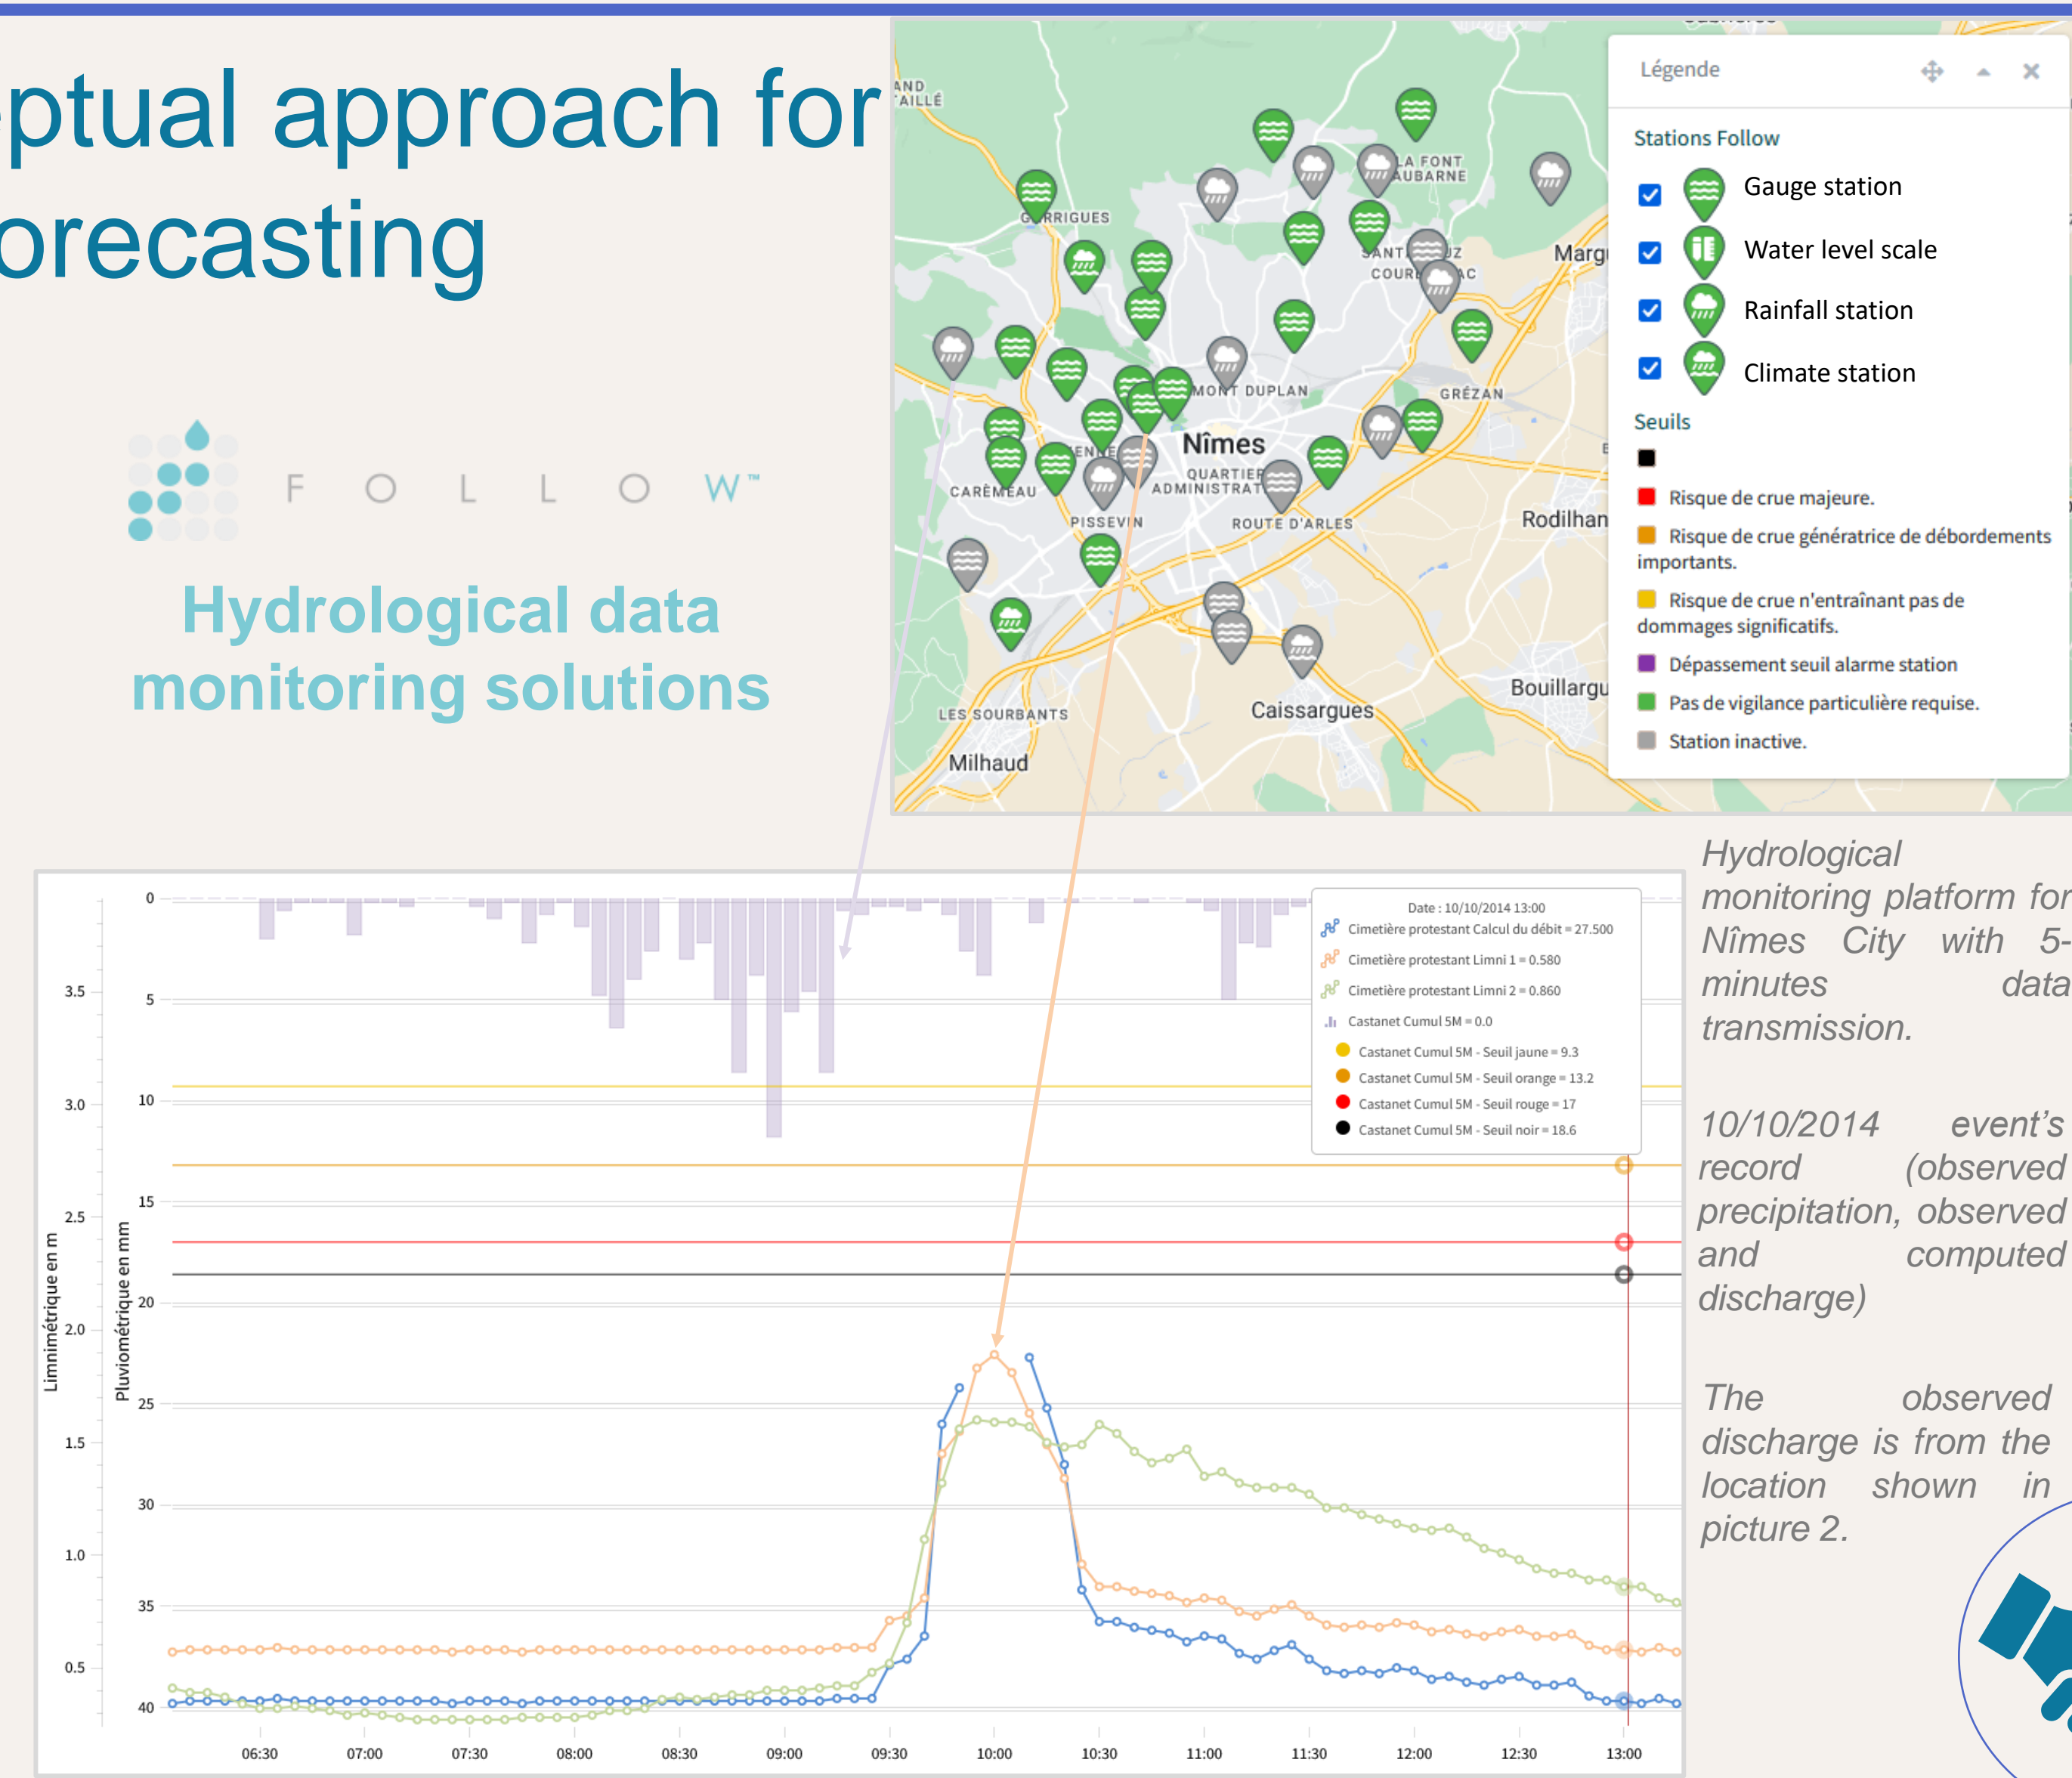 eptual approach for
orecasting
F O L L O W™
Hydrological data
monitoring solutions
GARRIGUES
LA FONT
AUBARNE
COUR
Marg
MONT DUPLAN
GRÉZAN
Nîmes
QUARTIER
ADMINISTRAT
CARÉMEAU
PISSEVIN
ROUTE D'ARLES
Rodilhan
Bouillargu
LES SOURBANTS
Caissargues
Milhaud
Légende
Stations Follow
Gauge station
Water level scale
Rainfall station
Climate station
Seuils
Risque de crue majeure.
Risque de crue génératrice de débordements
importants.
Risque de crue n'entraînant pas de
dommages significatifs.
Dépassement seuil alarme station
Pas de vigilance particulière requise.
Station inactive.
Hydrological
monitoring platform for
Nîmes City with 5-
minutes data
transmission.
10/10/2014 event's
record (observed
precipitation, observed
and computed
discharge)
The observed
discharge is from the
location shown in
picture 2.
Limnimétrique en m
3.5
3.0
2.5
2.0
1.5
1.0
0.5
Pluviométrique en mm
0
5
10
15
20
25
30
35
40
Date : 10/10/2014 13:00
Cimetière protestant Calcul du débit = 27.500
Cimetière protestant Limni 1 = 0.580
Cimetière protestant Limni 2 = 0.860
Castanet Cumul 5M = 0.0
Castanet Cumul 5M - Seuil jaune = 9.3
Castanet Cumul 5M - Seuil orange = 13.2
Castanet Cumul 5M - Seuil rouge = 17
Castanet Cumul 5M - Seuil noir = 18.6
06:30 07:00 07:30 08:00 08:30 09:00 09:30 10:00 10:30 11:00 11:30 12:00 12:30 13:00